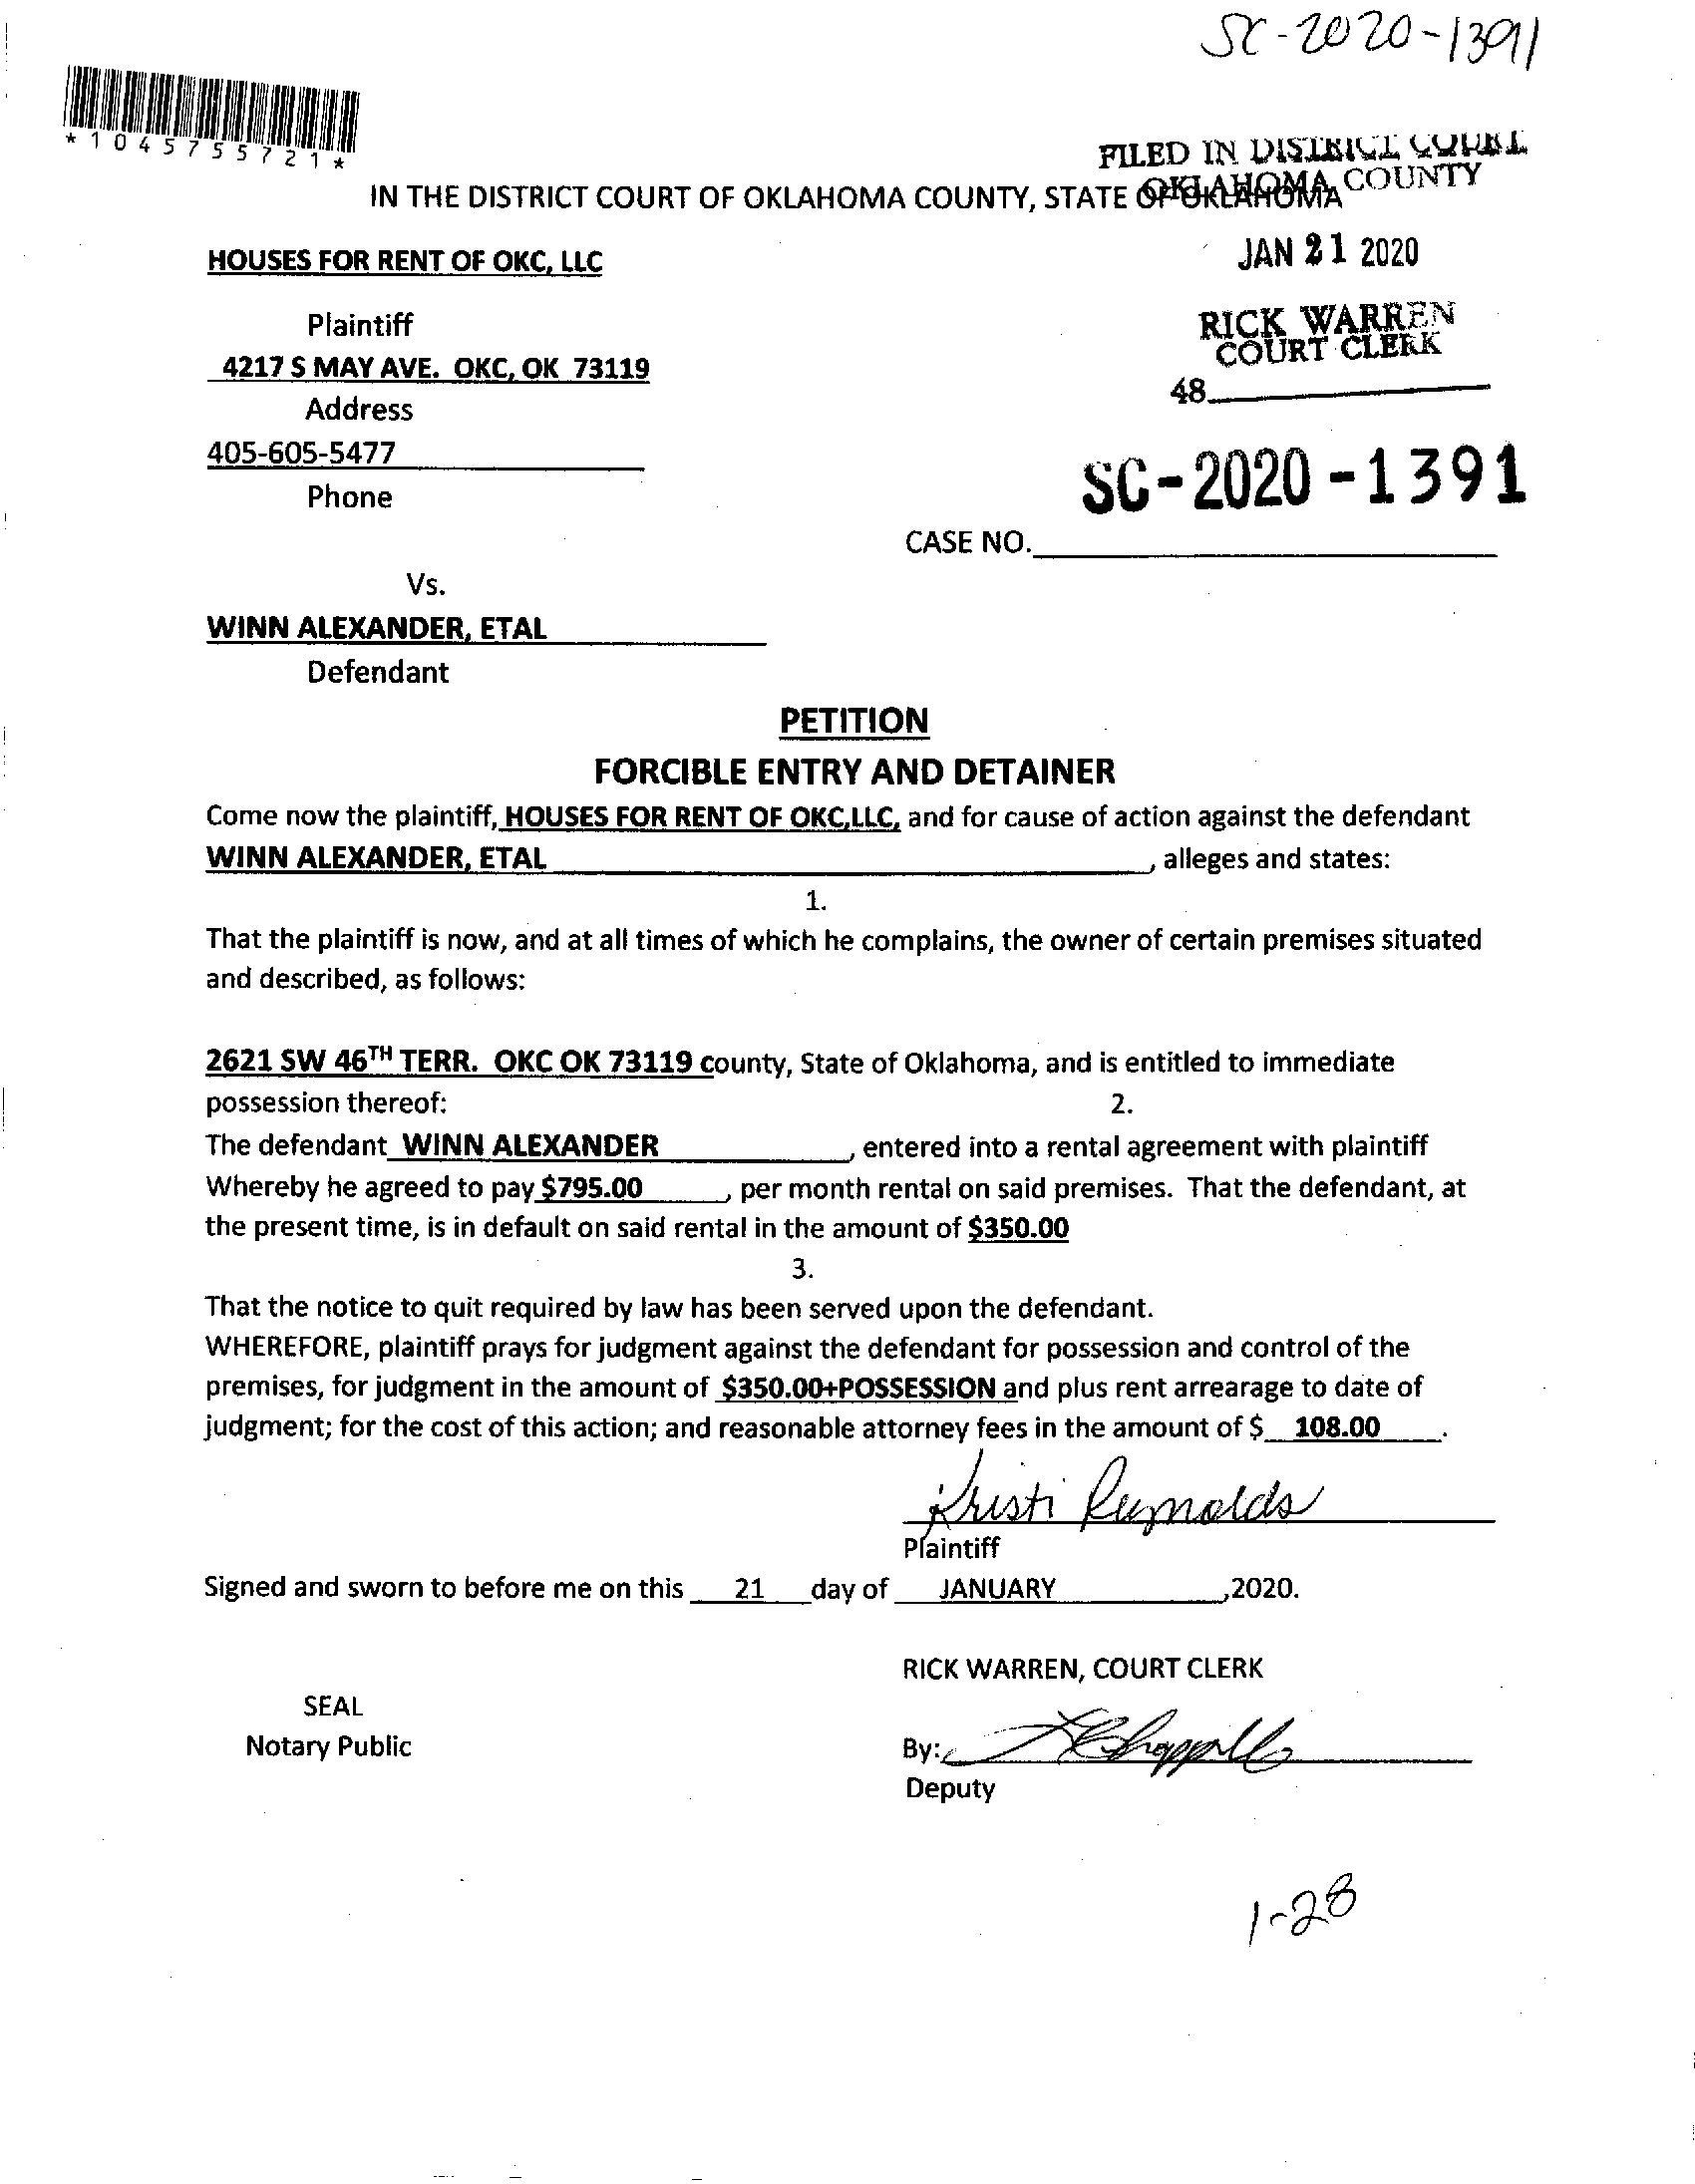 SC-2020-1391
*1045755721*
FILED IN DISTRICT COURT
OKLAHOMA COUNTY
IN THE DISTRICT COURT OF OKLAHOMA COUNTY, STATE OF OKLAHOMA
HOUSES FOR RENT OF OKC, LLC
JAN 21 2020
Plaintiff
RICK WARREN
COURT CLERK
4217 S MAY AVE. OKC, OK 73119
48
Address
405-605-5477
Phone
SC-2020-1391
CASE NO.
Vs.
WINN ALEXANDER, ETAL
Defendant
PETITION
FORCIBLE ENTRY AND DETAINER
Come now the plaintiff, HOUSES FOR RENT OF OKC,LLC, and for cause of action against the defendant
WINN ALEXANDER, ETAL, alleges and states:
1.
That the plaintiff is now, and at all times of which he complains, the owner of certain premises situated
and described, as follows:
2621 SW 46TH TERR. OKC OK 73119 county, State of Oklahoma, and is entitled to immediate
possession thereof: 2.
The defendant WINN ALEXANDER, entered into a rental agreement with plaintiff
Whereby he agreed to pay $795.00, per month rental on said premises. That the defendant, at
the present time, is in default on said rental in the amount of $350.00
3.
That the notice to quit required by law has been served upon the defendant.
WHEREFORE, plaintiff prays for judgment against the defendant for possession and control of the
premises, for judgment in the amount of $350.00+POSSESSION and plus rent arrearage to date of
judgment; for the cost of this action; and reasonable attorney fees in the amount of $ 108.00.
Kristi Reynolds
Plaintiff
Signed and sworn to before me on this 21 day of JANUARY,2020.
RICK WARREN, COURT CLERK
SEAL
Notary Public
By:
Deputy
1-28